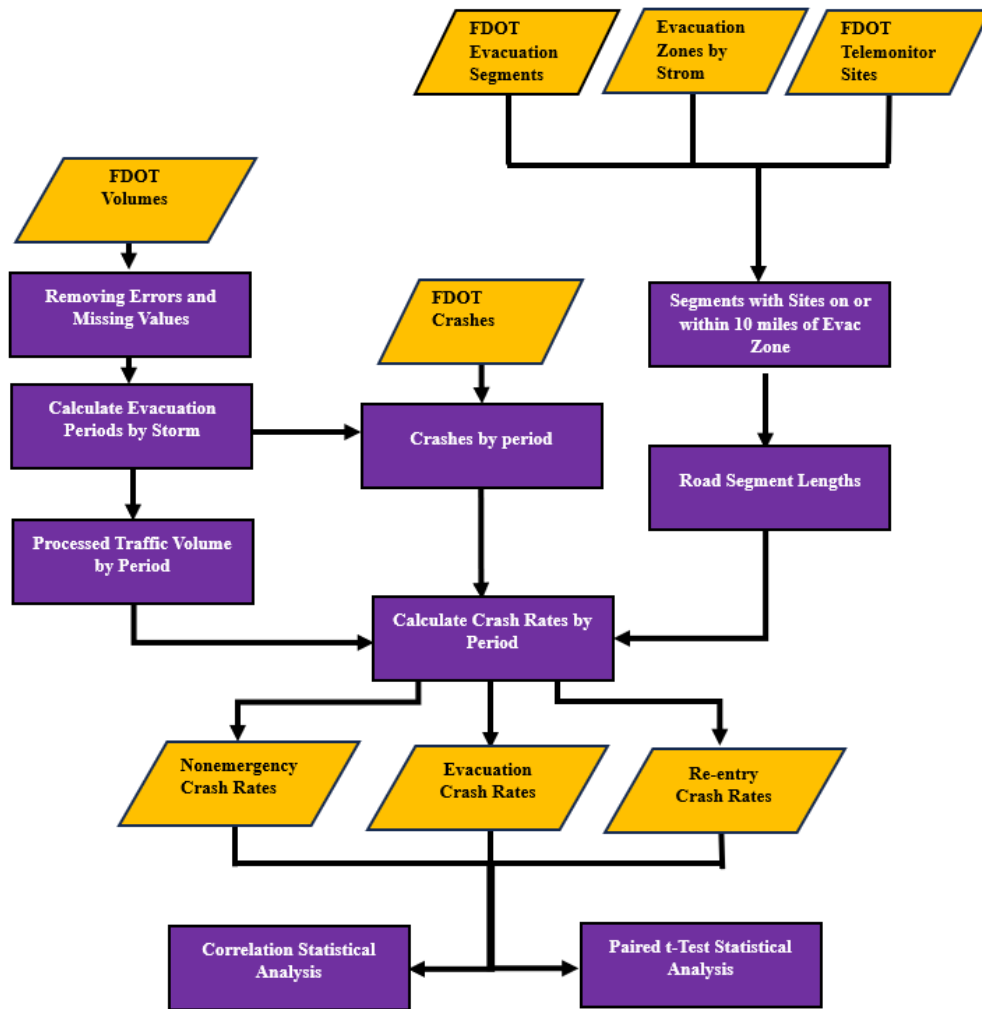 FDOT
Evacuation
Segments
Evacuation
Zones by
Strom
FDOT
Telemonitor
Sites
FDOT
Volumes
Removing Errors and
Missing Values
FDOT
Crashes
Segments with Sites on or
within 10 miles of Evac
Zone
Calculate Evacuation
Periods by Storm
Crashes by period
Road Segment Lengths
Processed Traffic Volume
by Period
Calculate Crash Rates by
Period
Nonemergency
Crash Rates
Evacuation
Crash Rates
Re-entry
Crash Rates
Correlation Statistical
Analysis
Paired t-Test Statistical
Analysis